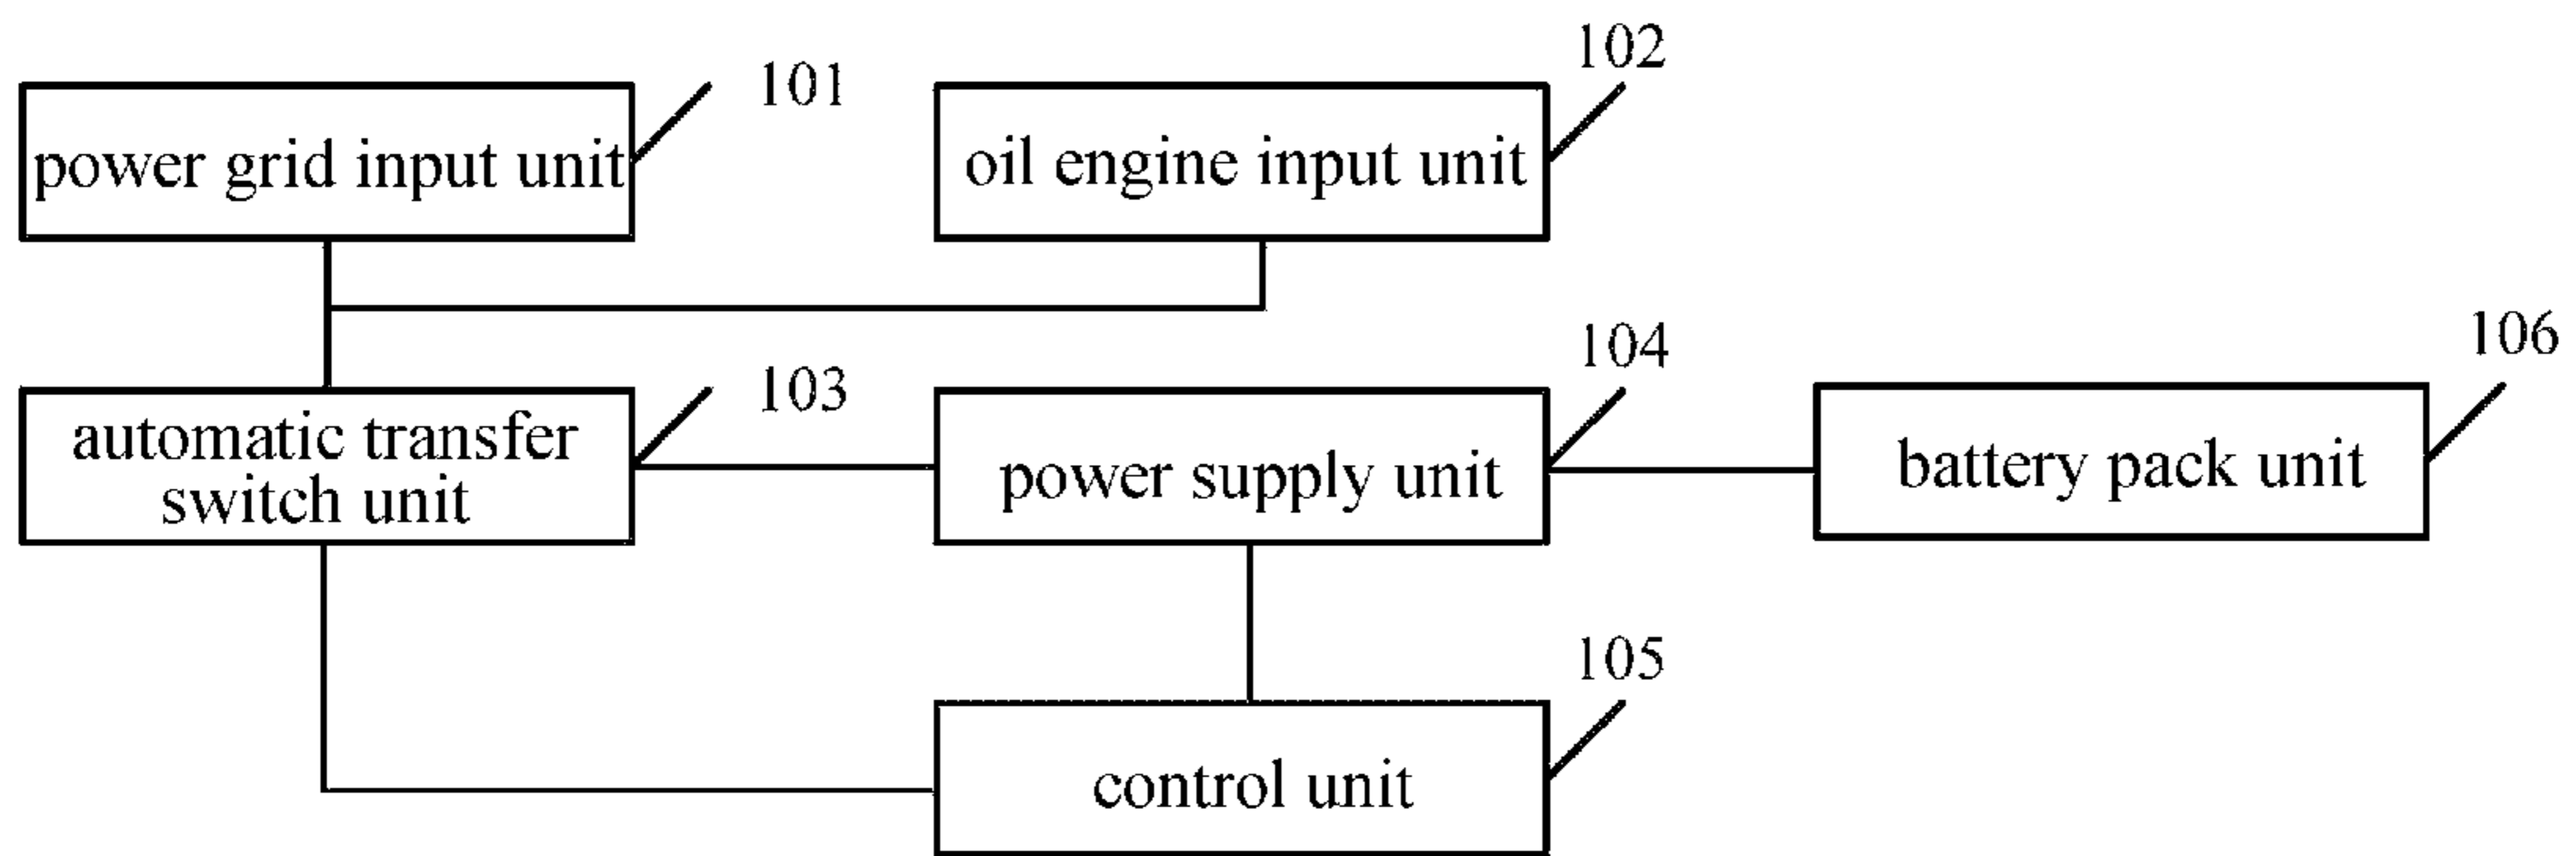 101
102
power grid input unit
oil engine input unit
103
104
106
automatic transfer
switch unit
power supply unit
battery pack unit
105
control unit